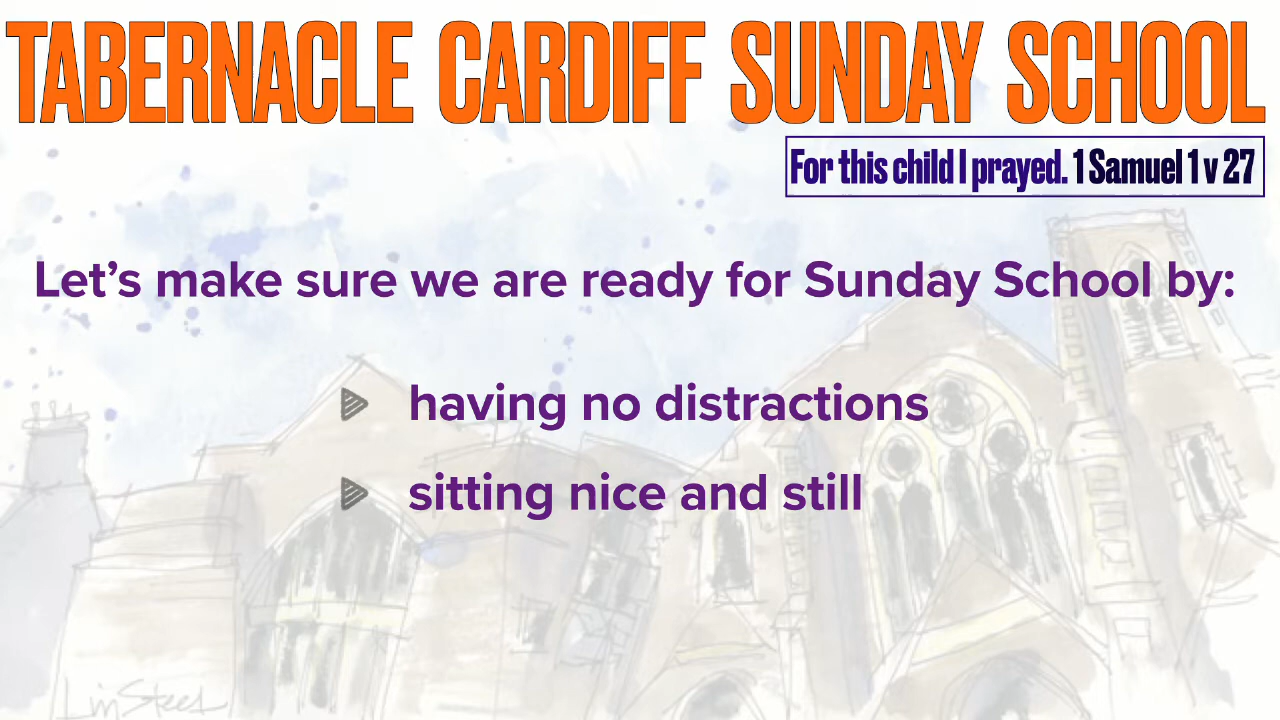 TABERNACLE CARDIFF SUNDAY SCHOOL
For this child I prayed. 1 Samuel 1 v 27
Let’s make sure we are ready for Sunday School by:
having no distractions
sitting nice and still